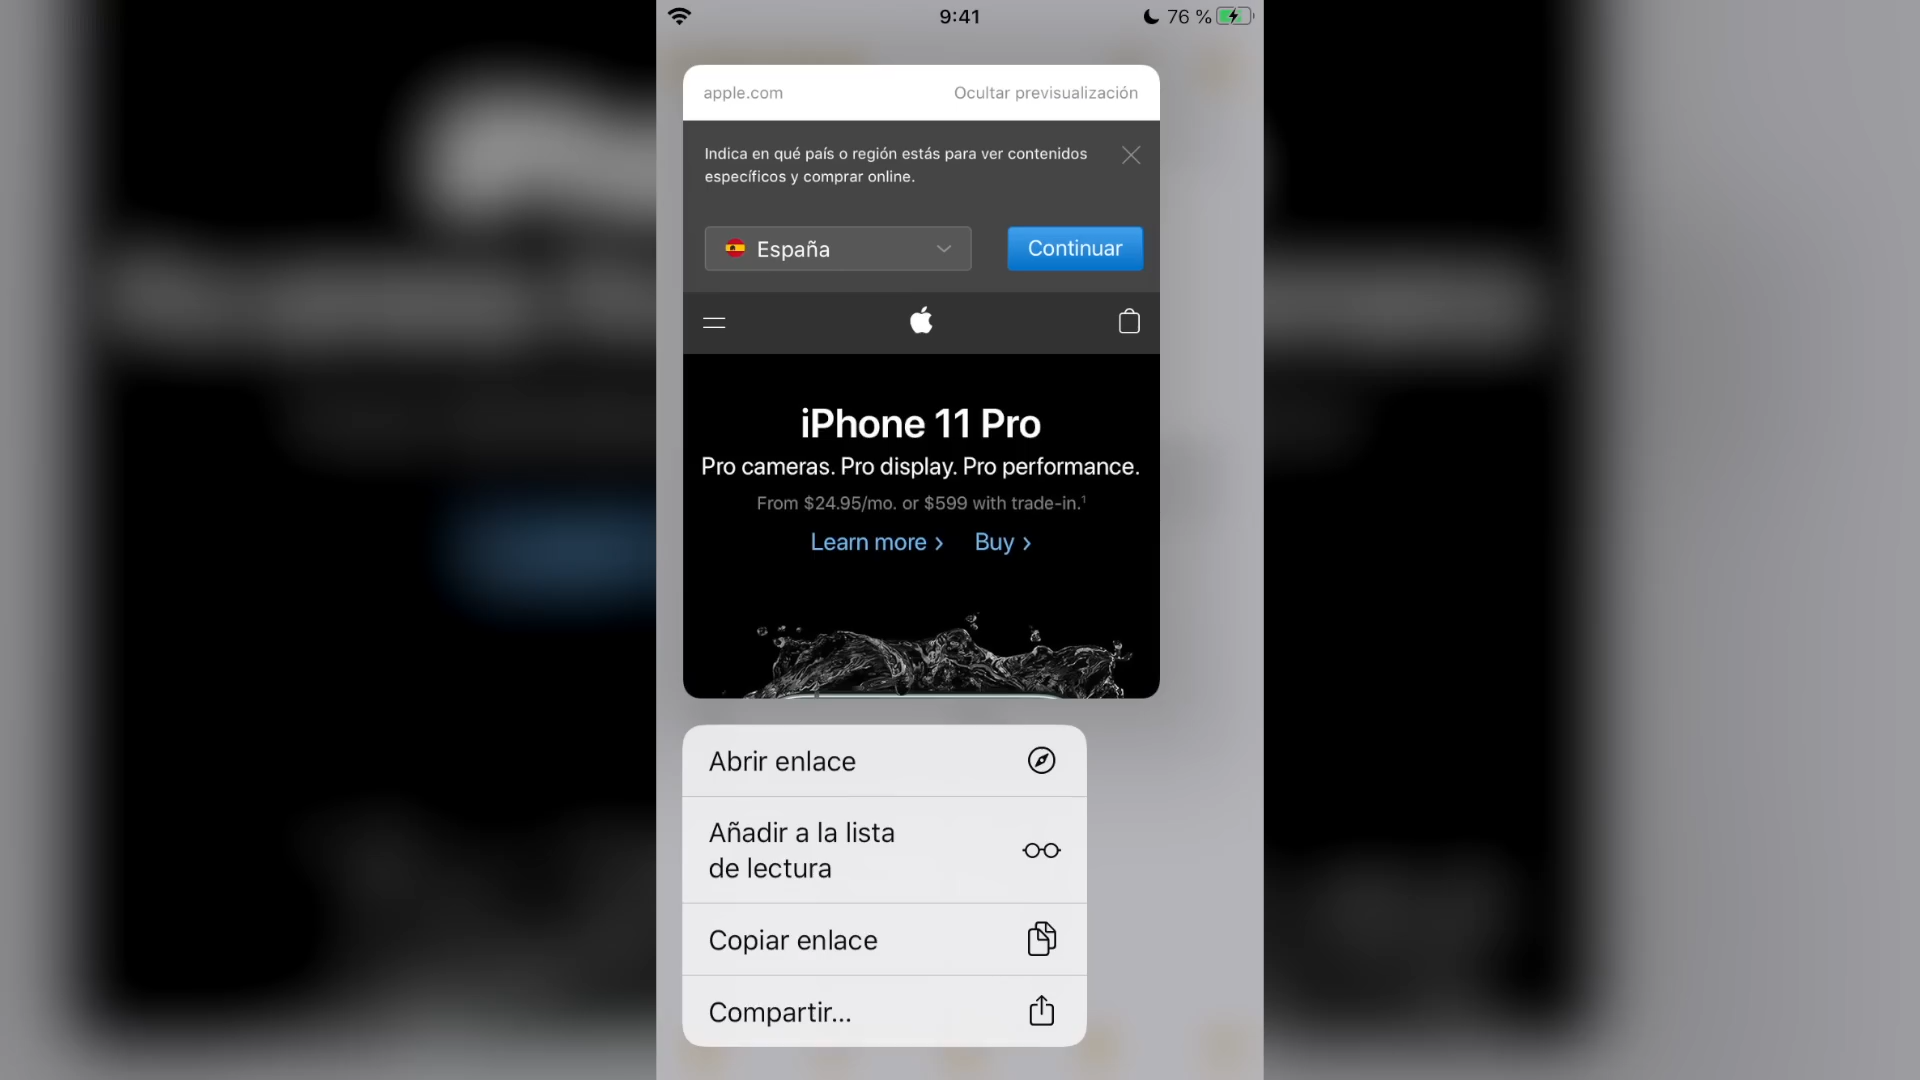 9:41
76 %
apple.com
Ocultar previsualización
Indica en qué país o región estás para ver contenidos
específicos y comprar online.
España
Continuar
iPhone 11 Pro
Pro cameras. Pro display. Pro performance.
From $24.95/mo. or $599 with trade-in.¹
Learn more ›
Buy ›
Abrir enlace
Añadir a la lista
de lectura
Copiar enlace
Compartir...